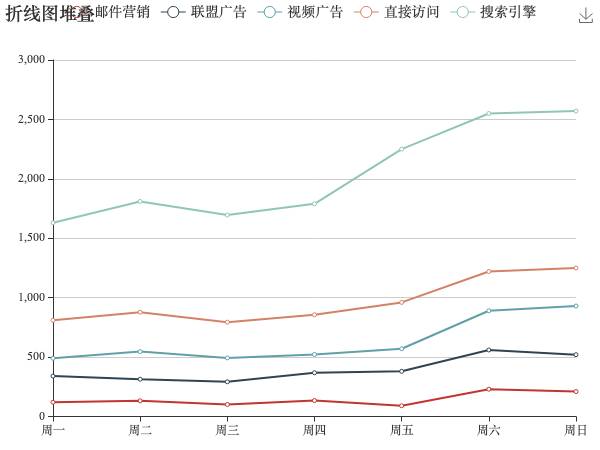 折线图堆叠
邮件营销 联盟广告 视频广告 直接访问 搜索引擎
3,000
2,500
2,000
1,500
1,000
500
0
周一 周二 周三 周四 周五 周六 周日